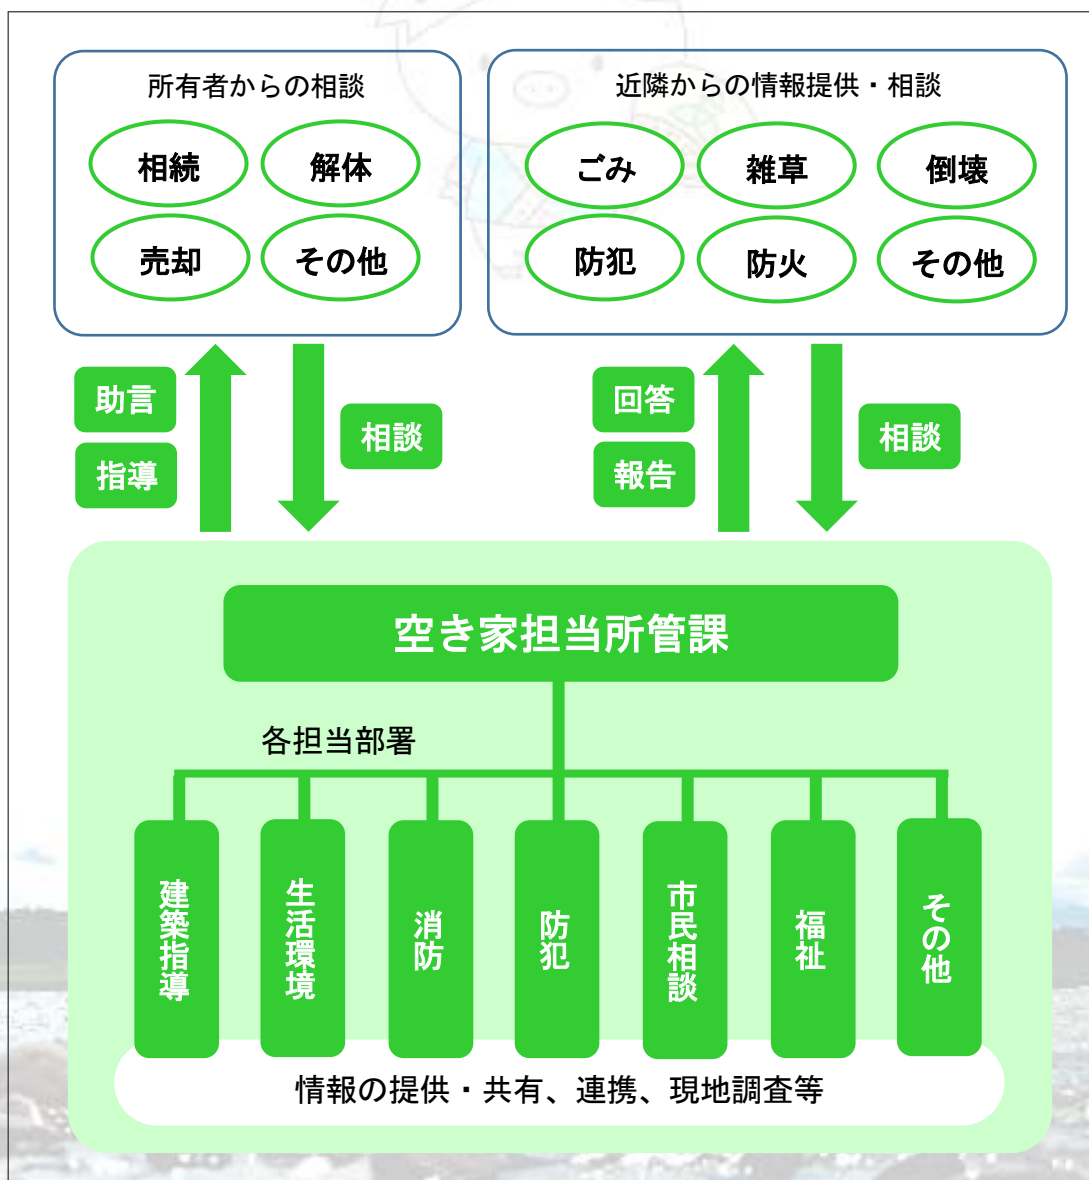 所有者からの相談
相続
解体
売却
その他
近隣からの情報提供・相談
ごみ
雑草
倒壊
防犯
防火
その他
助言
指導
相談
回答
報告
相談
空き家担当所管課
各担当部署
建築指導
生活環境
消防
防犯
市民相談
福祉
その他
情報の提供・共有、連携、現地調査等